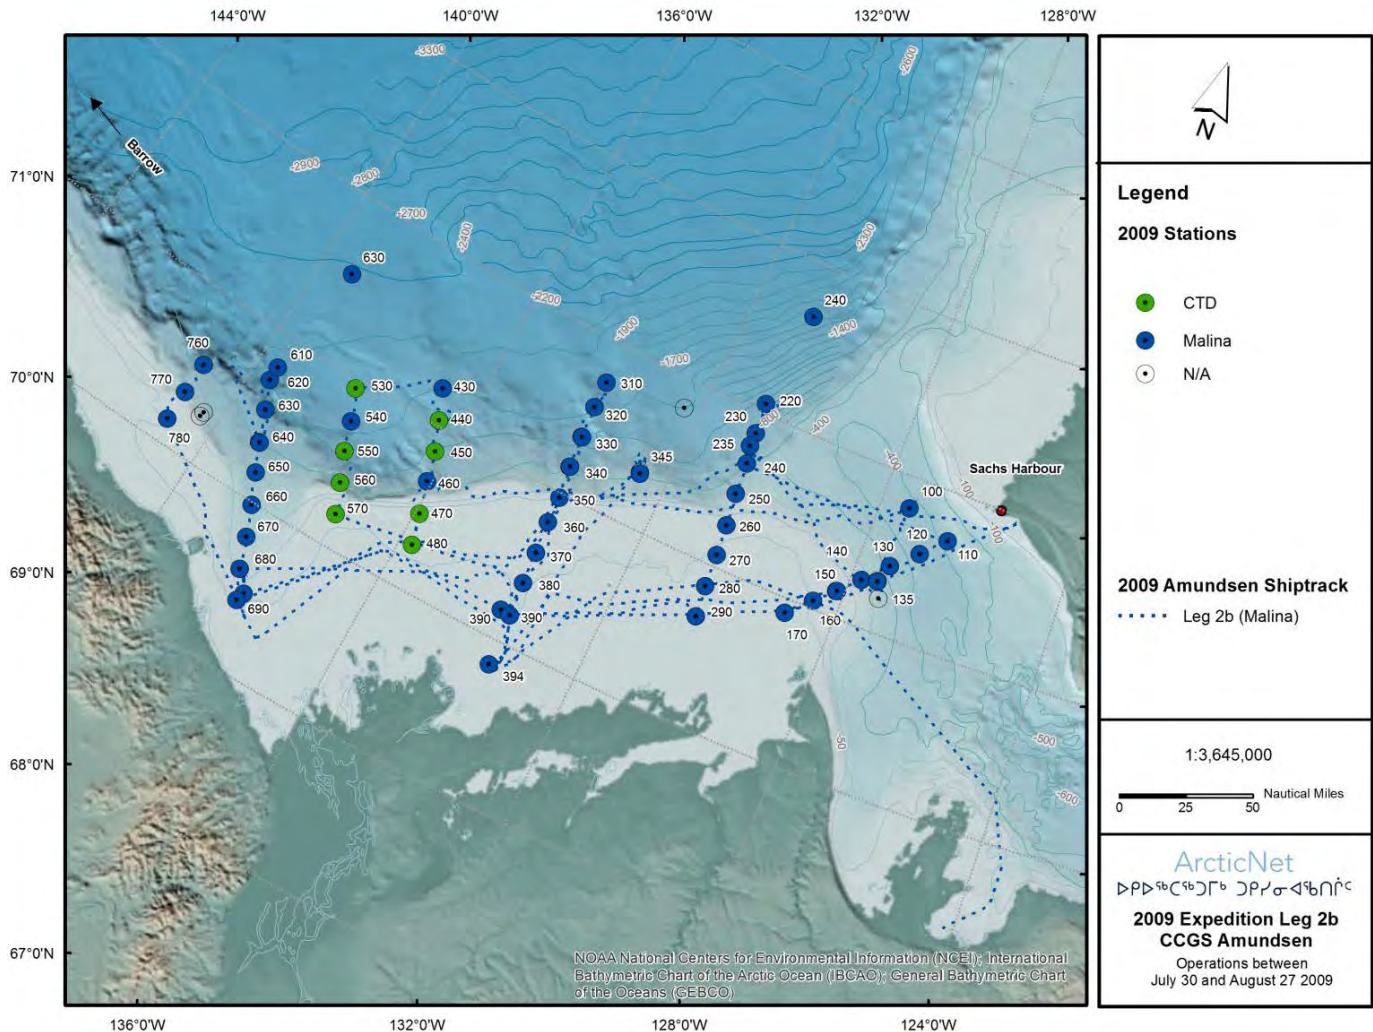 144°0'W
140°0'W
136°0'W
132°0'W
128°0'W
71°0'N
70°0'N
69°0'N
68°0'N
67°0'N
136°0'W
132°0'W
128°0'W
124°0'W
-3300
-2600
Barrow
-2900
-2800
-2700
-2400
-2300
-2200
-1900
-1700
-1400
630
240
760
610
770
620
780
630
640
650
660
670
680
690
530
430
540
440
550
450
560
460
570
470
480
310
320
330
340
345
350
360
370
380
390
390
394
220
230
-800
-400
235
240
250
260
270
280
290
-400
-100
Sachs Harbour
100
-100
120
110
130
140
150
135
160
170
-50
-500
-600
NOAA National Centers for Environmental Information (NCEI); International
Bathymetric Chart of the Arctic Ocean (IBCAO); General Bathymetric Chart
of the Oceans (GEBCO)
N
Legend
2009 Stations
CTD
Malina
N/A
2009 Amundsen Shiptrack
Leg 2b (Malina)
1:3,645,000
Nautical Miles
0 25 50
ArcticNet
ᐅᑭᐅᖅᑕᖅᑐᒥᒃ ᑐᑭᓯᓂᐊᖃᑎᒌᑦ
2009 Expedition Leg 2b
CCGS Amundsen
Operations between
July 30 and August 27 2009